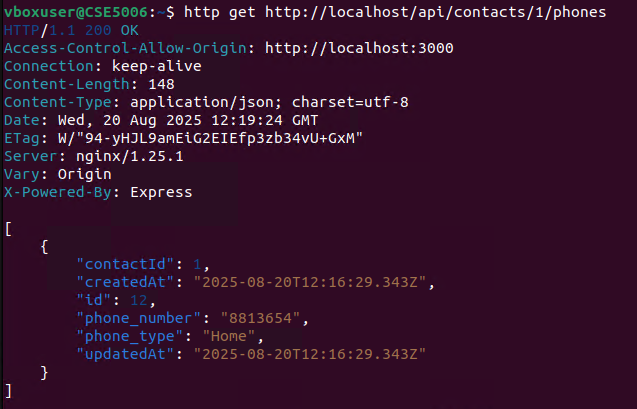 vboxuser@CSE5006:~$ http get http://localhost/api/contacts/1/phones
HTTP/1.1 200 OK
Access-Control-Allow-Origin: http://localhost:3000
Connection: keep-alive
Content-Length: 148
Content-Type: application/json; charset=utf-8
Date: Wed, 20 Aug 2025 12:19:24 GMT
ETag: W/"94-yHJL9amEiG2EIEfp3zb34vU+GxM"
Server: nginx/1.25.1
Vary: Origin
X-Powered-By: Express

[
    {
        "contactId": 1,
        "createdAt": "2025-08-20T12:16:29.343Z",
        "id": 12,
        "phone_number": "8813654",
        "phone_type": "Home",
        "updatedAt": "2025-08-20T12:16:29.343Z"
    }
]